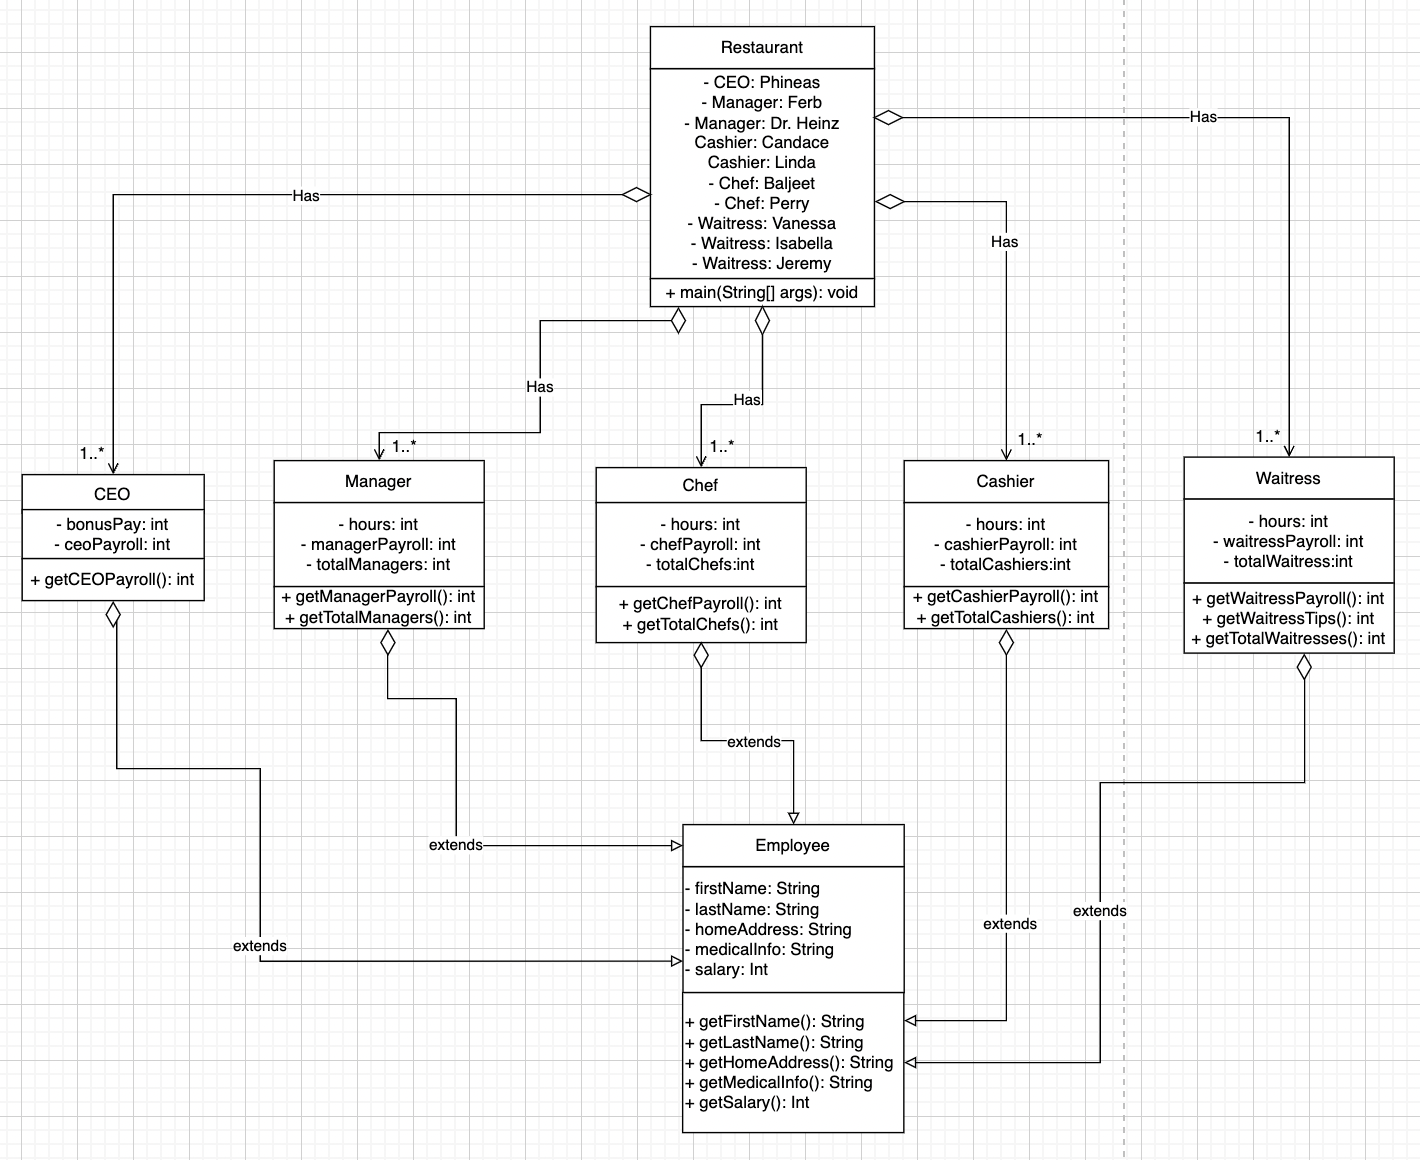 Restaurant
- CEO: Phineas
- Manager: Ferb
- Manager: Dr. Heinz
Cashier: Candace
Cashier: Linda
- Chef: Baljeet
- Chef: Perry
- Waitress: Vanessa
- Waitress: Isabella
- Waitress: Jeremy
+ main(String[] args): void
Has
Has
Has
Has
Has
1..*
1..*
1..*
1..*
1..*
CEO
- bonusPay: int
- ceoPayroll: int
+ getCEOPayroll(): int
Manager
- hours: int
- managerPayroll: int
- totalManagers: int
+ getManagerPayroll(): int
+ getTotalManagers(): int
Chef
- hours: int
- chefPayroll: int
- totalChefs:int
+ getChefPayroll(): int
+ getTotalChefs(): int
Cashier
- hours: int
- cashierPayroll: int
- totalCashiers:int
+ getCashierPayroll(): int
+ getTotalCashiers(): int
Waitress
- hours: int
- waitressPayroll: int
- totalWaitress:int
+ getWaitressPayroll(): int
+ getWaitressTips(): int
+ getTotalWaitresses(): int
extends
extends
extends
extends
extends
Employee
- firstName: String
- lastName: String
- homeAddress: String
- medicalInfo: String
- salary: Int
+ getFirstName(): String
+ getLastName(): String
+ getHomeAddress(): String
+ getMedicalInfo(): String
+ getSalary(): Int